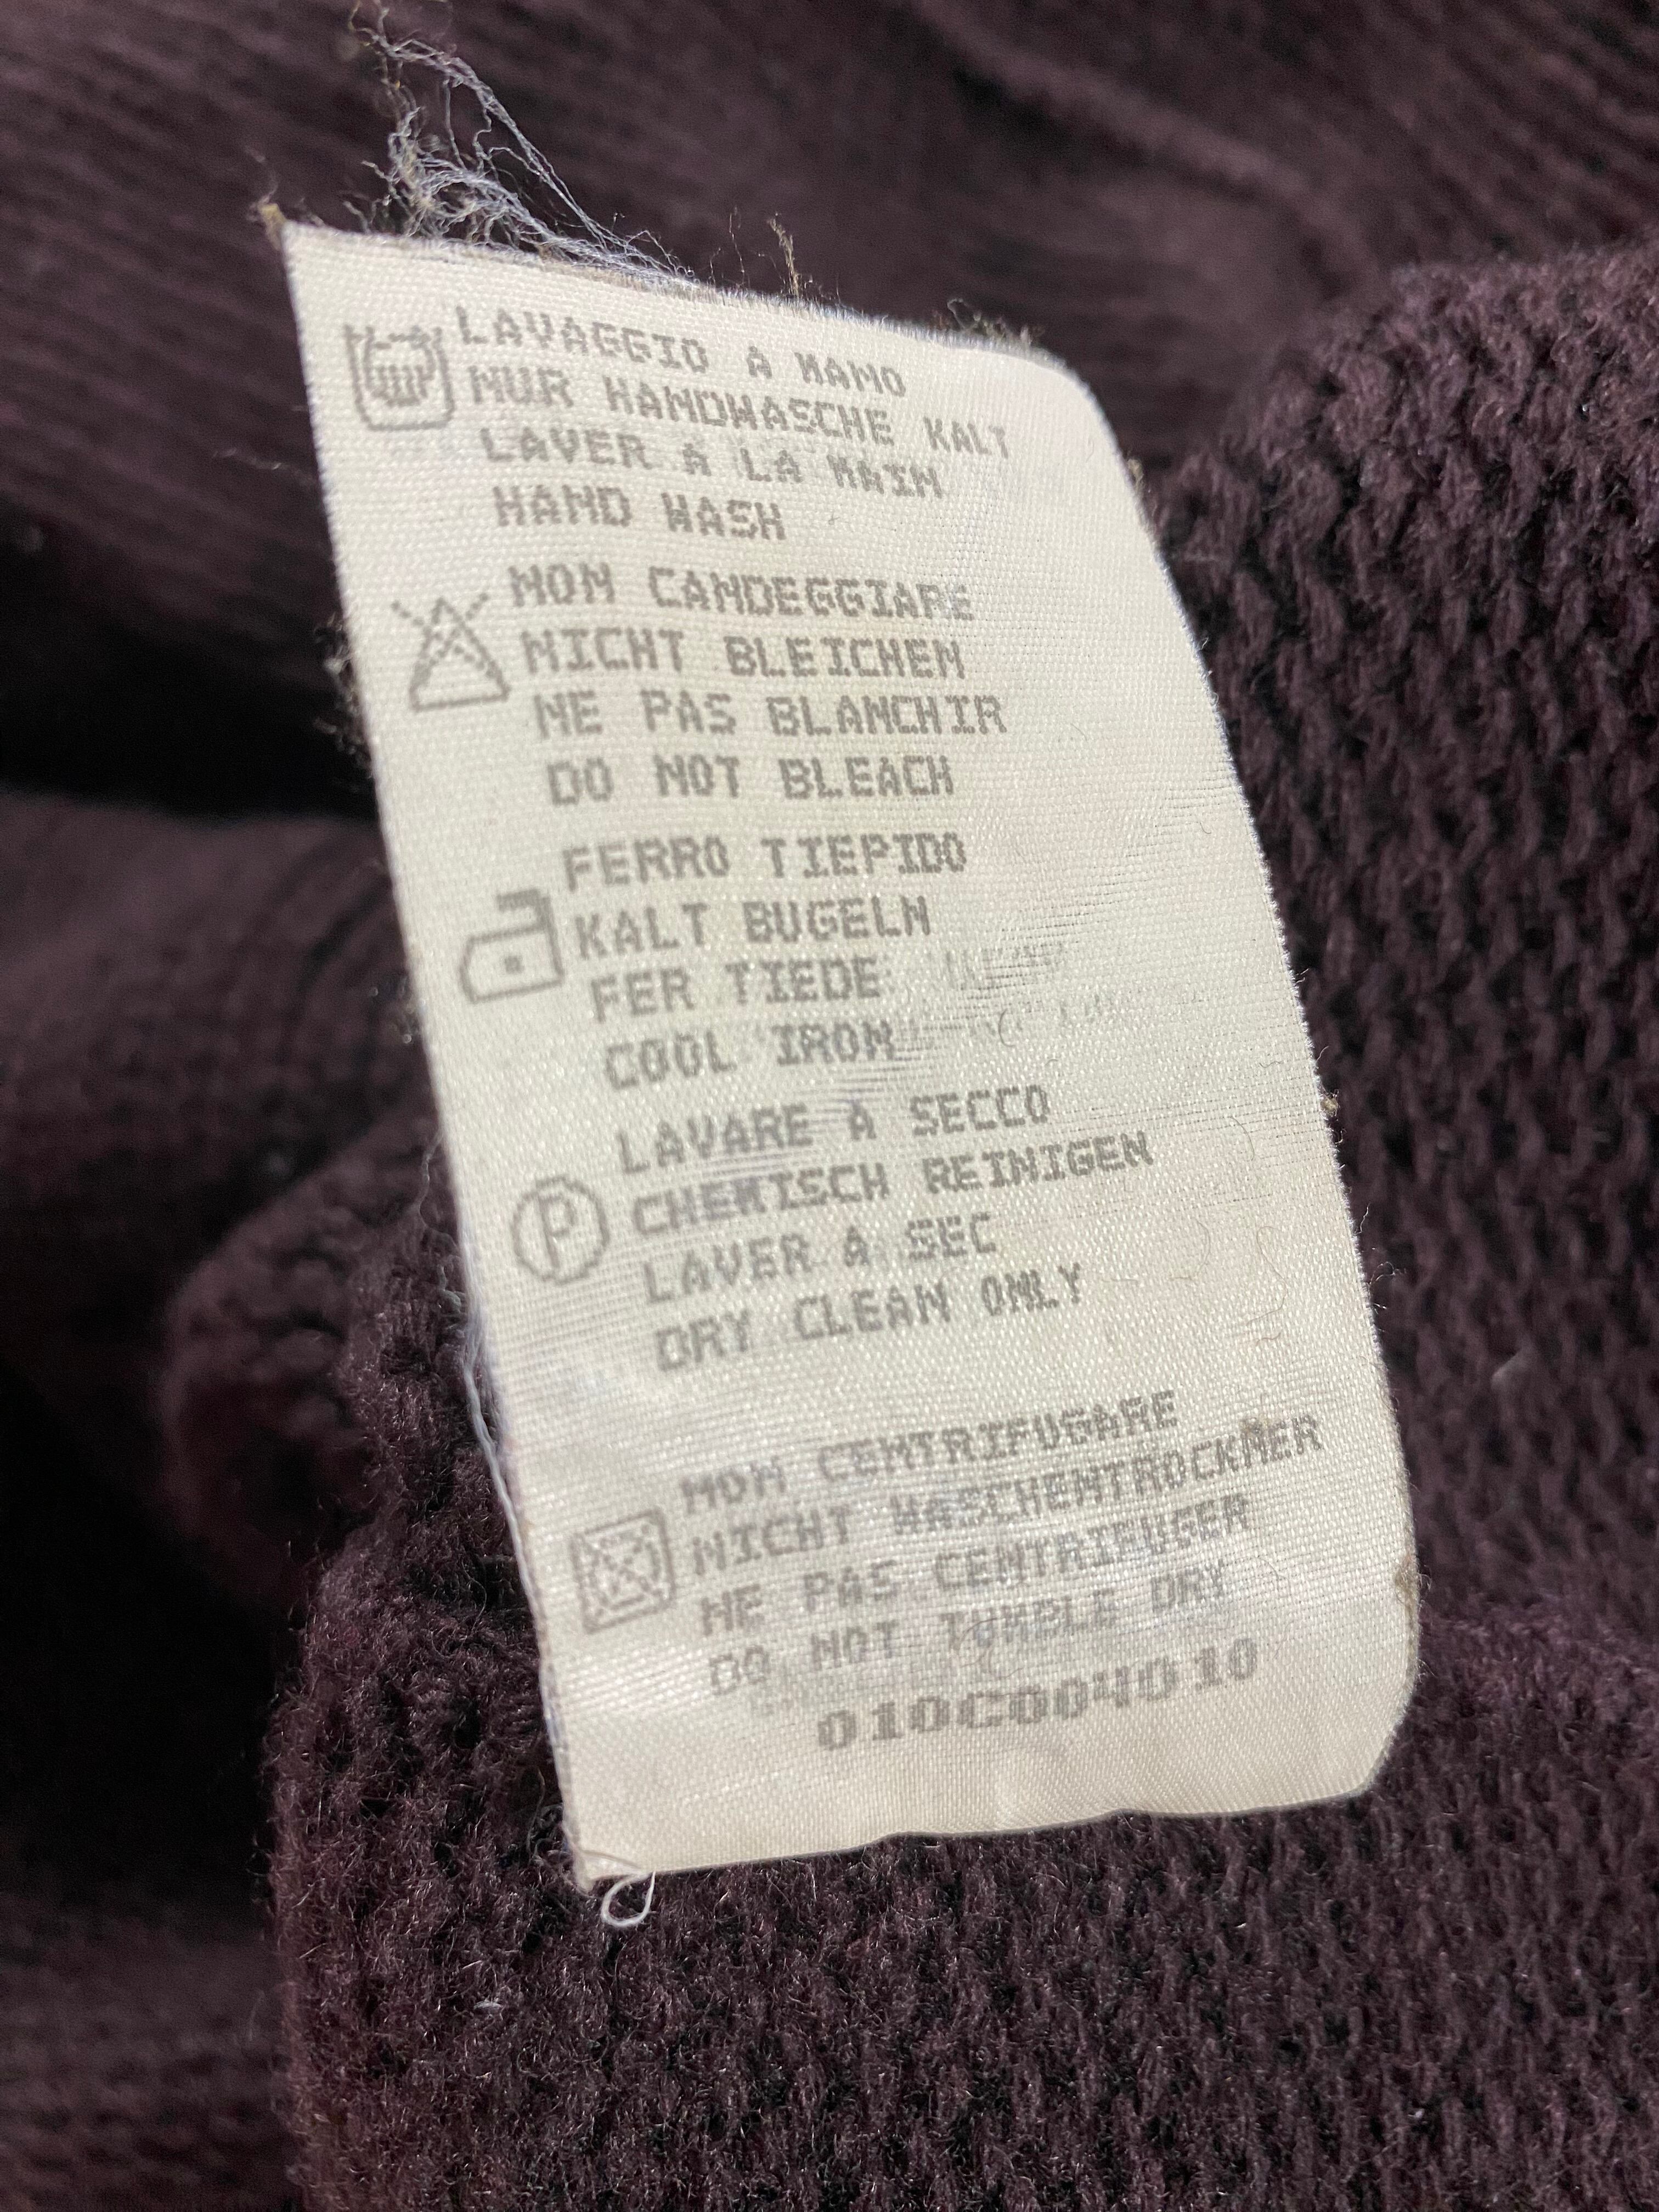 LAVAGGIO A MANO
NUR HANDWASCHE KALT
LAVER A LA MAIN
HAND WASH
NON CANDEGGIARE
NICHT BLEICHEN
NE PAS BLANCHIR
DO NOT BLEACH
FERRO TIEPIDO
KALT BUGELN
FER TIEDE
COOL IRON
P
LAVARE A SECCO
CHEMISCH REINIGEN
LAVER A SEC
DRY CLEAN ONLY
NON CENTRIFUGARE
NICHT WASCHENTROCKNER
NE PAS CENTRIFUGER
DO NOT TUMBLE DRY
010C004010